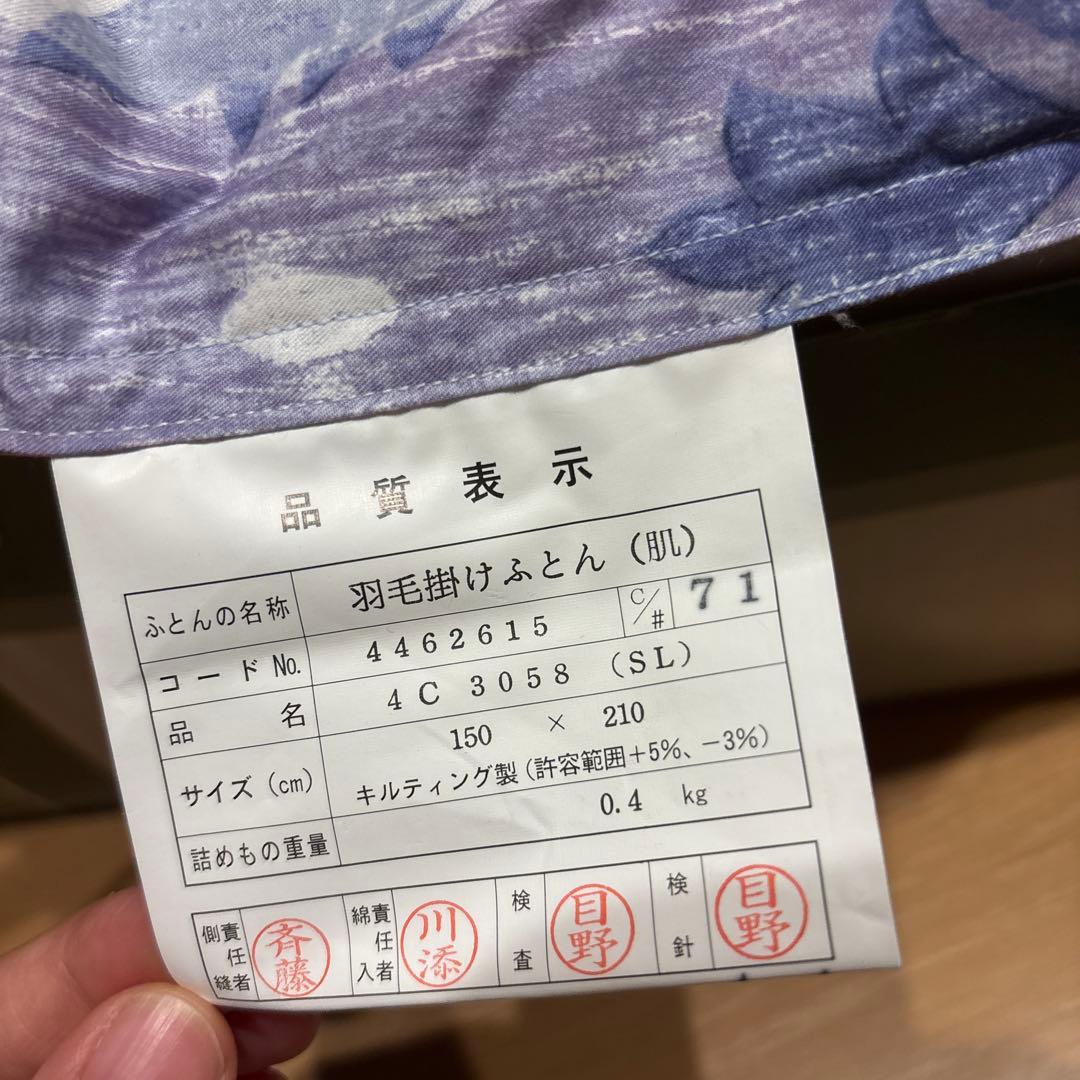 品質表示
ふとんの名称 羽毛掛けふとん(肌)
コードNo. 4462615 C/# 71
品名 4C 3058 (SL)
サイズ(cm) 150 × 210
キルティング製(許容範囲+5%、-3%)
詰めもの重量 0.4 kg
側縫責任者 斉藤 綿入責任者 川添 検査 目野 検針 目野